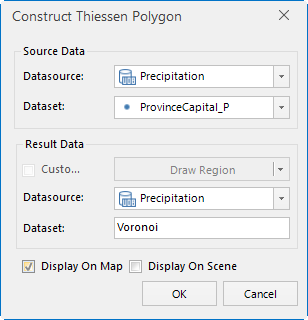 Construct Thiessen Polygon
Source Data
Datasource: Precipitation
Dataset: ProvinceCapital_P
Result Data
Custo... Draw Region
Datasource: Precipitation
Dataset: Voronoi
Display On Map Display On Scene
OK Cancel